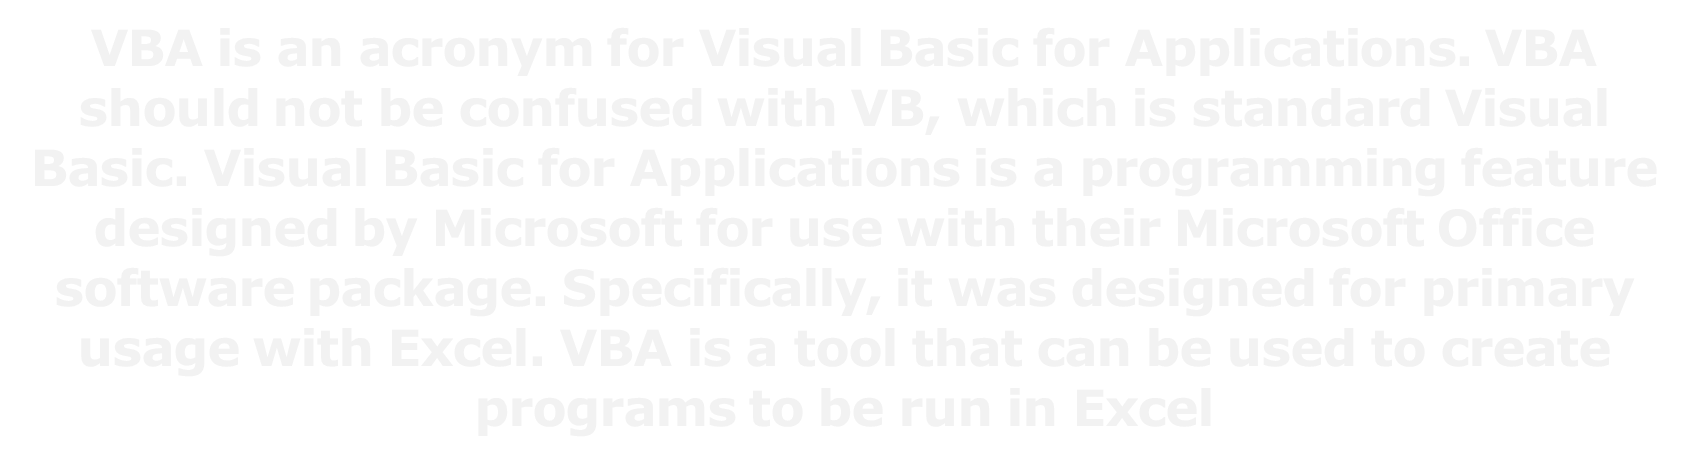 VBA is an acronym for Visual Basic for Applications. VBA
should not be confused with VB, which is standard Visual
Basic. Visual Basic for Applications is a programming feature
designed by Microsoft for use with their Microsoft Office
software package. Specifically, it was designed for primary
usage with Excel. VBA is a tool that can be used to create
programs to be run in Excel